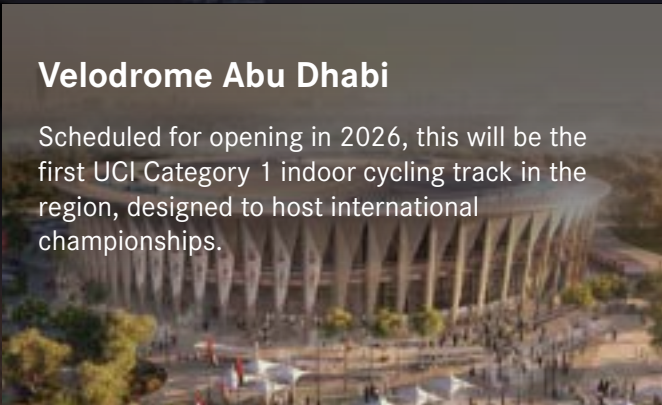 Velodrome Abu Dhabi
Scheduled for opening in 2026, this will be the
first UCI Category 1 indoor cycling track in the
region, designed to host international
championships.